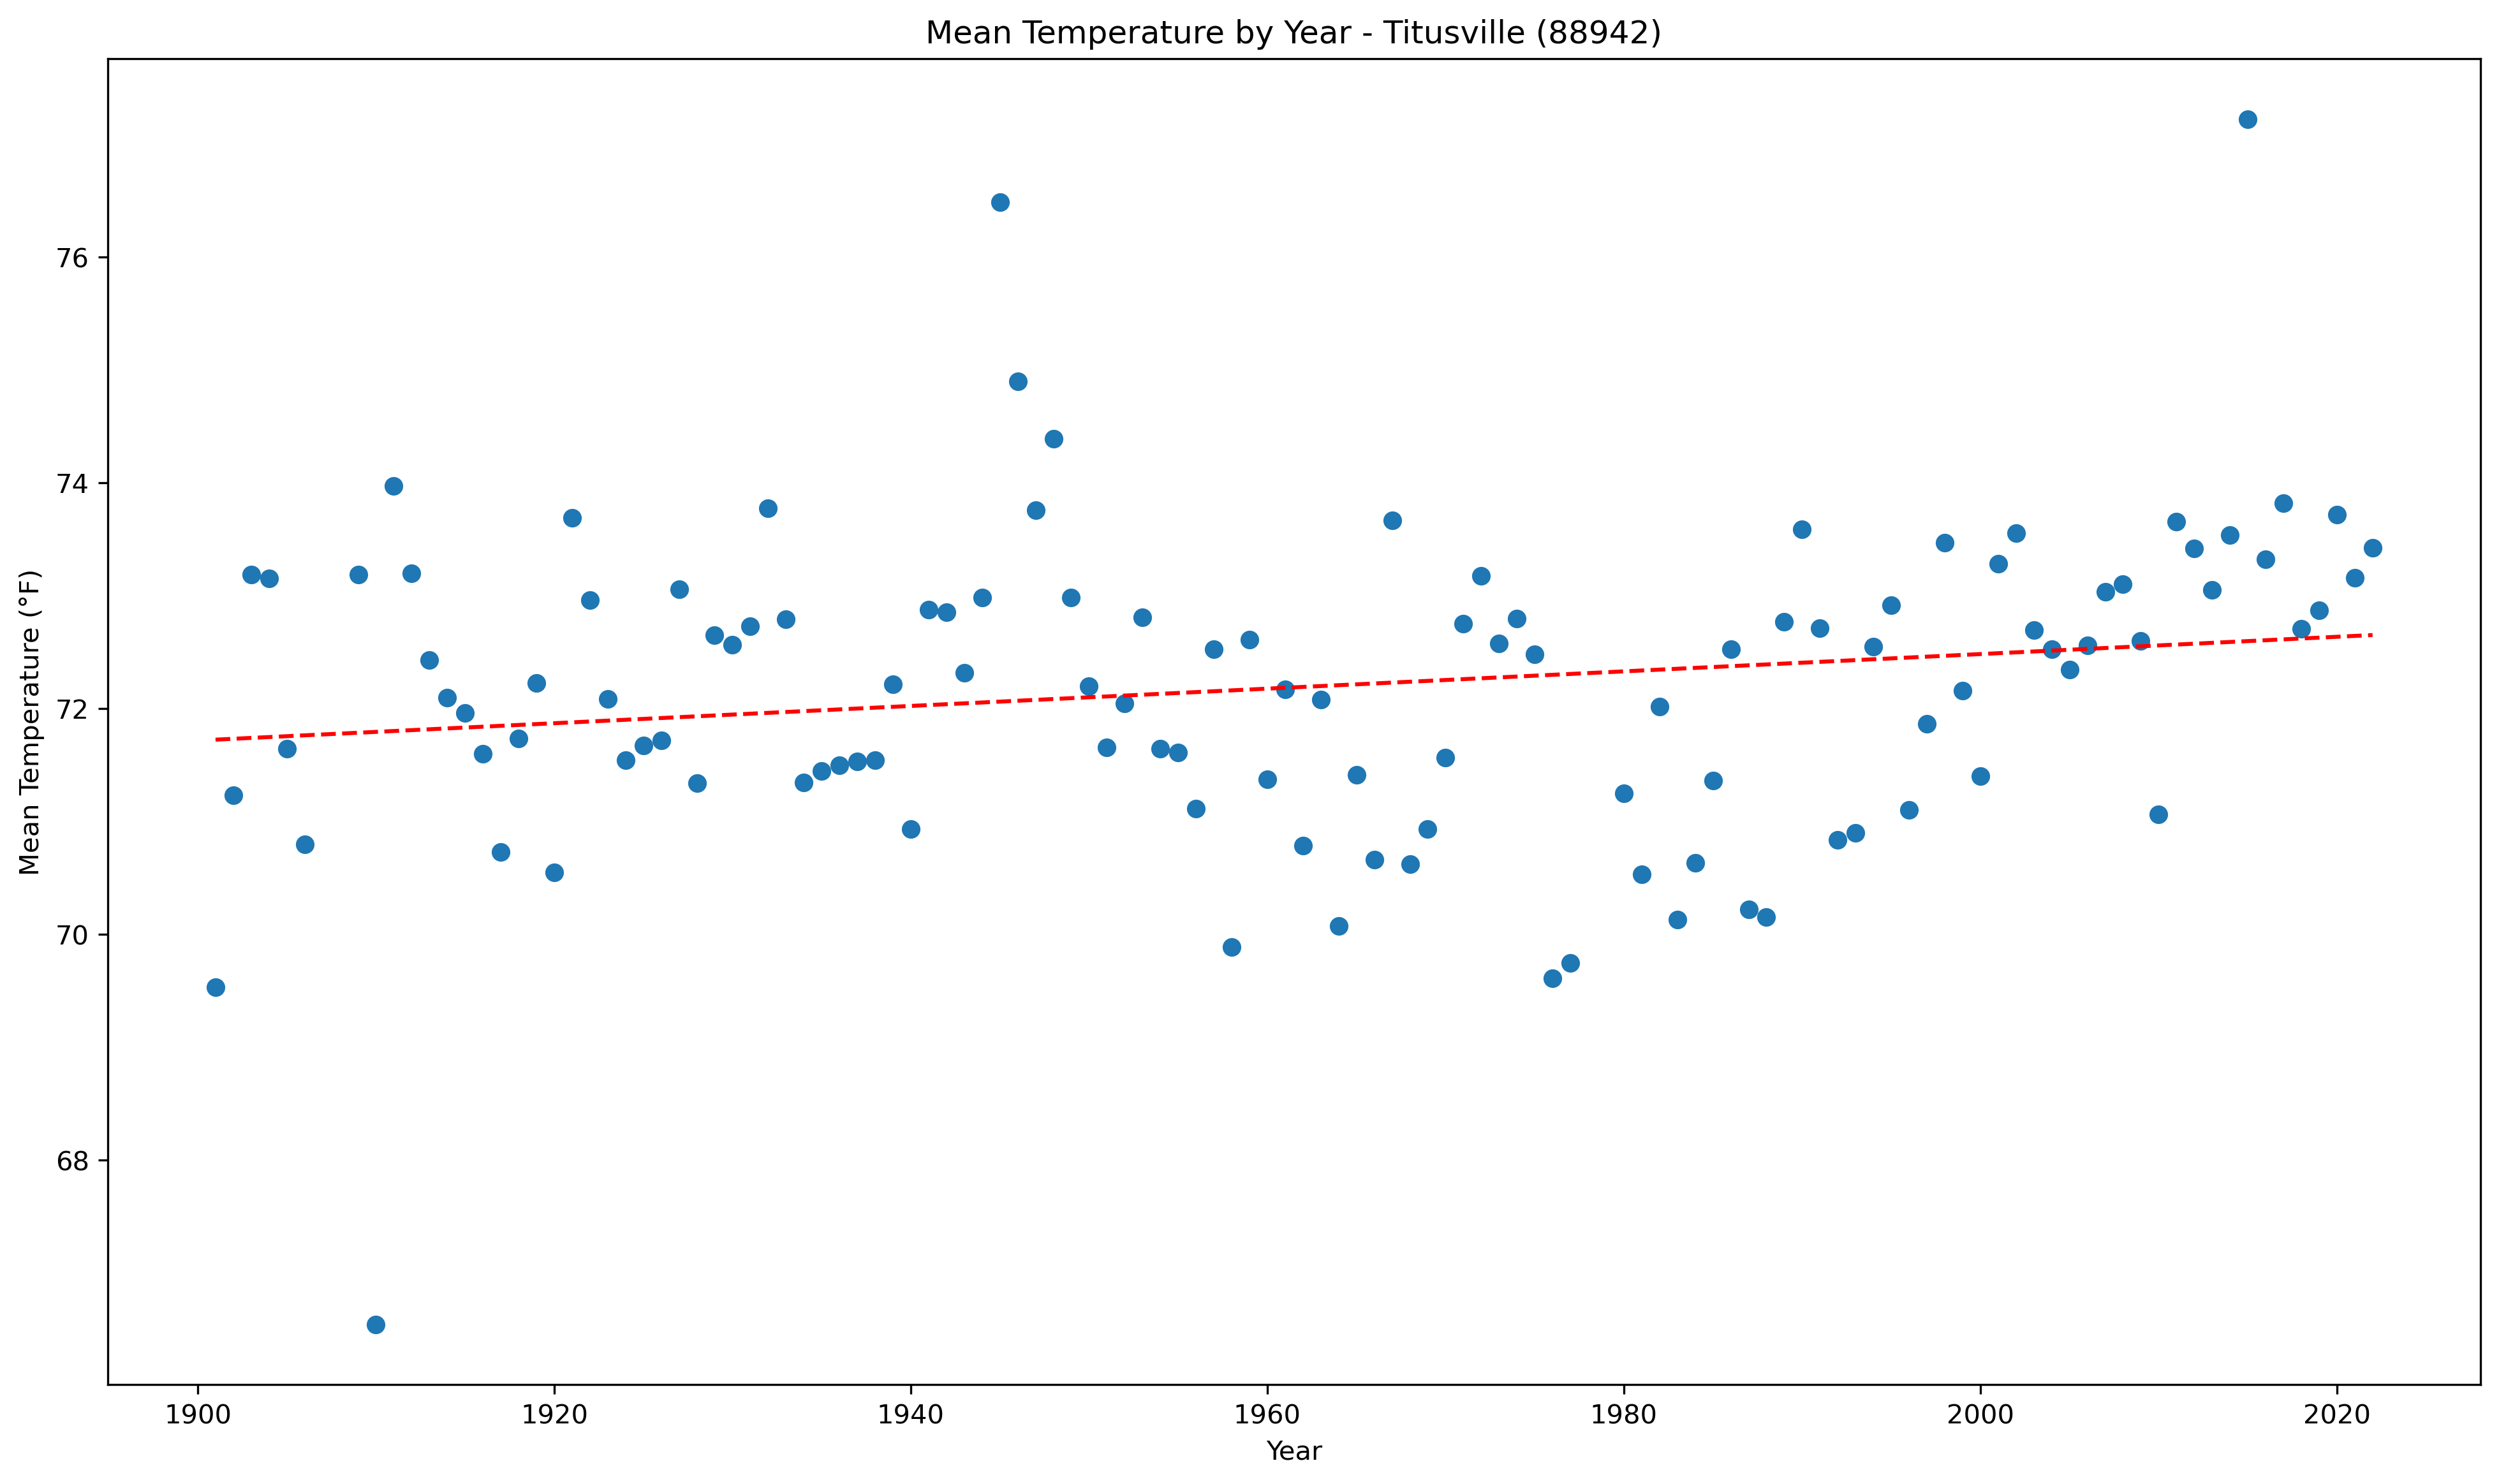 Mean Temperature by Year - Titusville (88942)
Mean Temperature (°F)
76
74
72
70
68
1900 1920 1940 1960 1980 2000 2020
Year